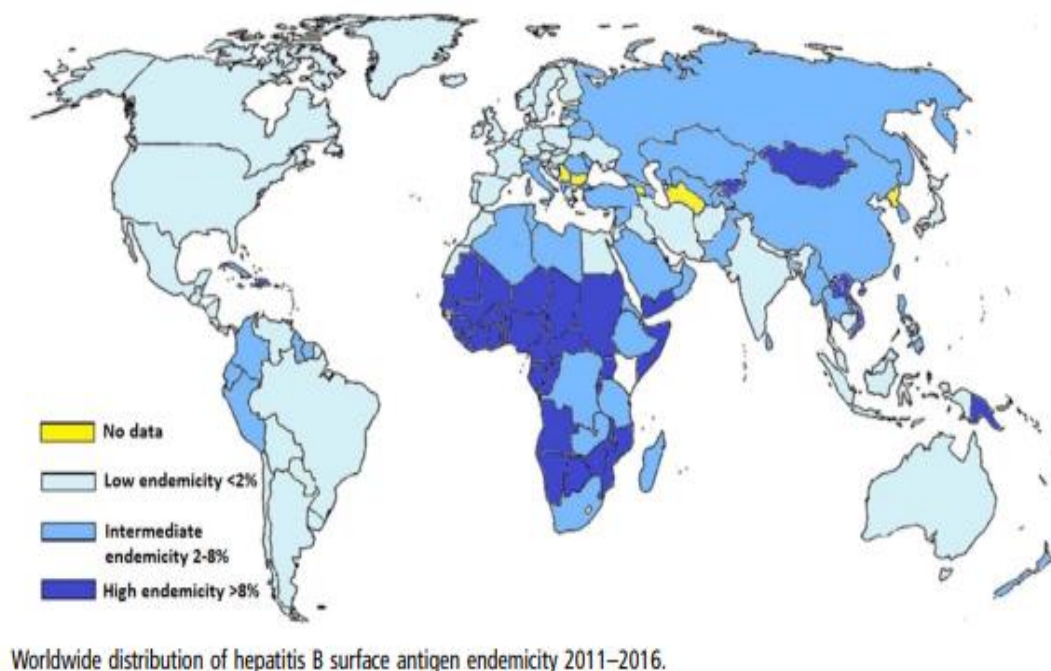 No data
Low endemicity <2%
Intermediate
endemicity 2-8%
High endemicity >8%
Worldwide distribution of hepatitis B surface antigen endemicity 2011–2016.